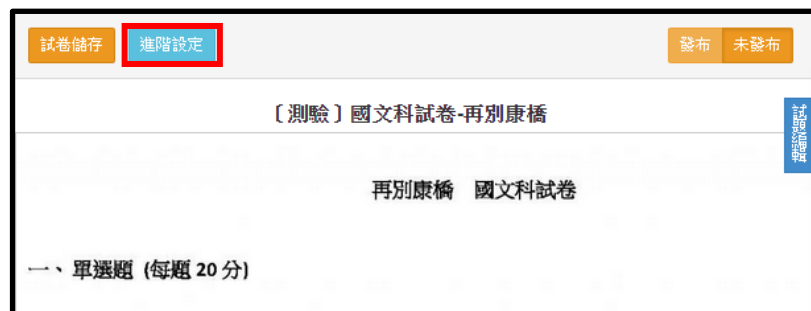 試卷儲存 進階設定 發布 未發布
〔測驗〕國文科試卷-再別康橋
試題編輯
再別康橋 國文科試卷
一、單選題 (每題 20 分)